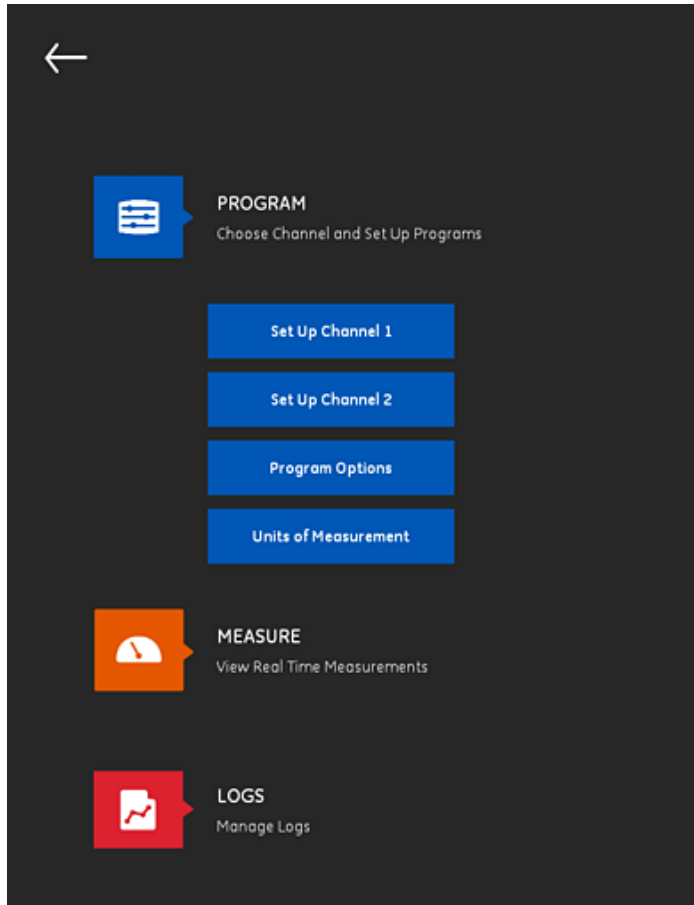 PROGRAM
Choose Channel and Set Up Programs
Set Up Channel 1
Set Up Channel 2
Program Options
Units of Measurement
MEASURE
View Real Time Measurements
LOGS
Manage Logs